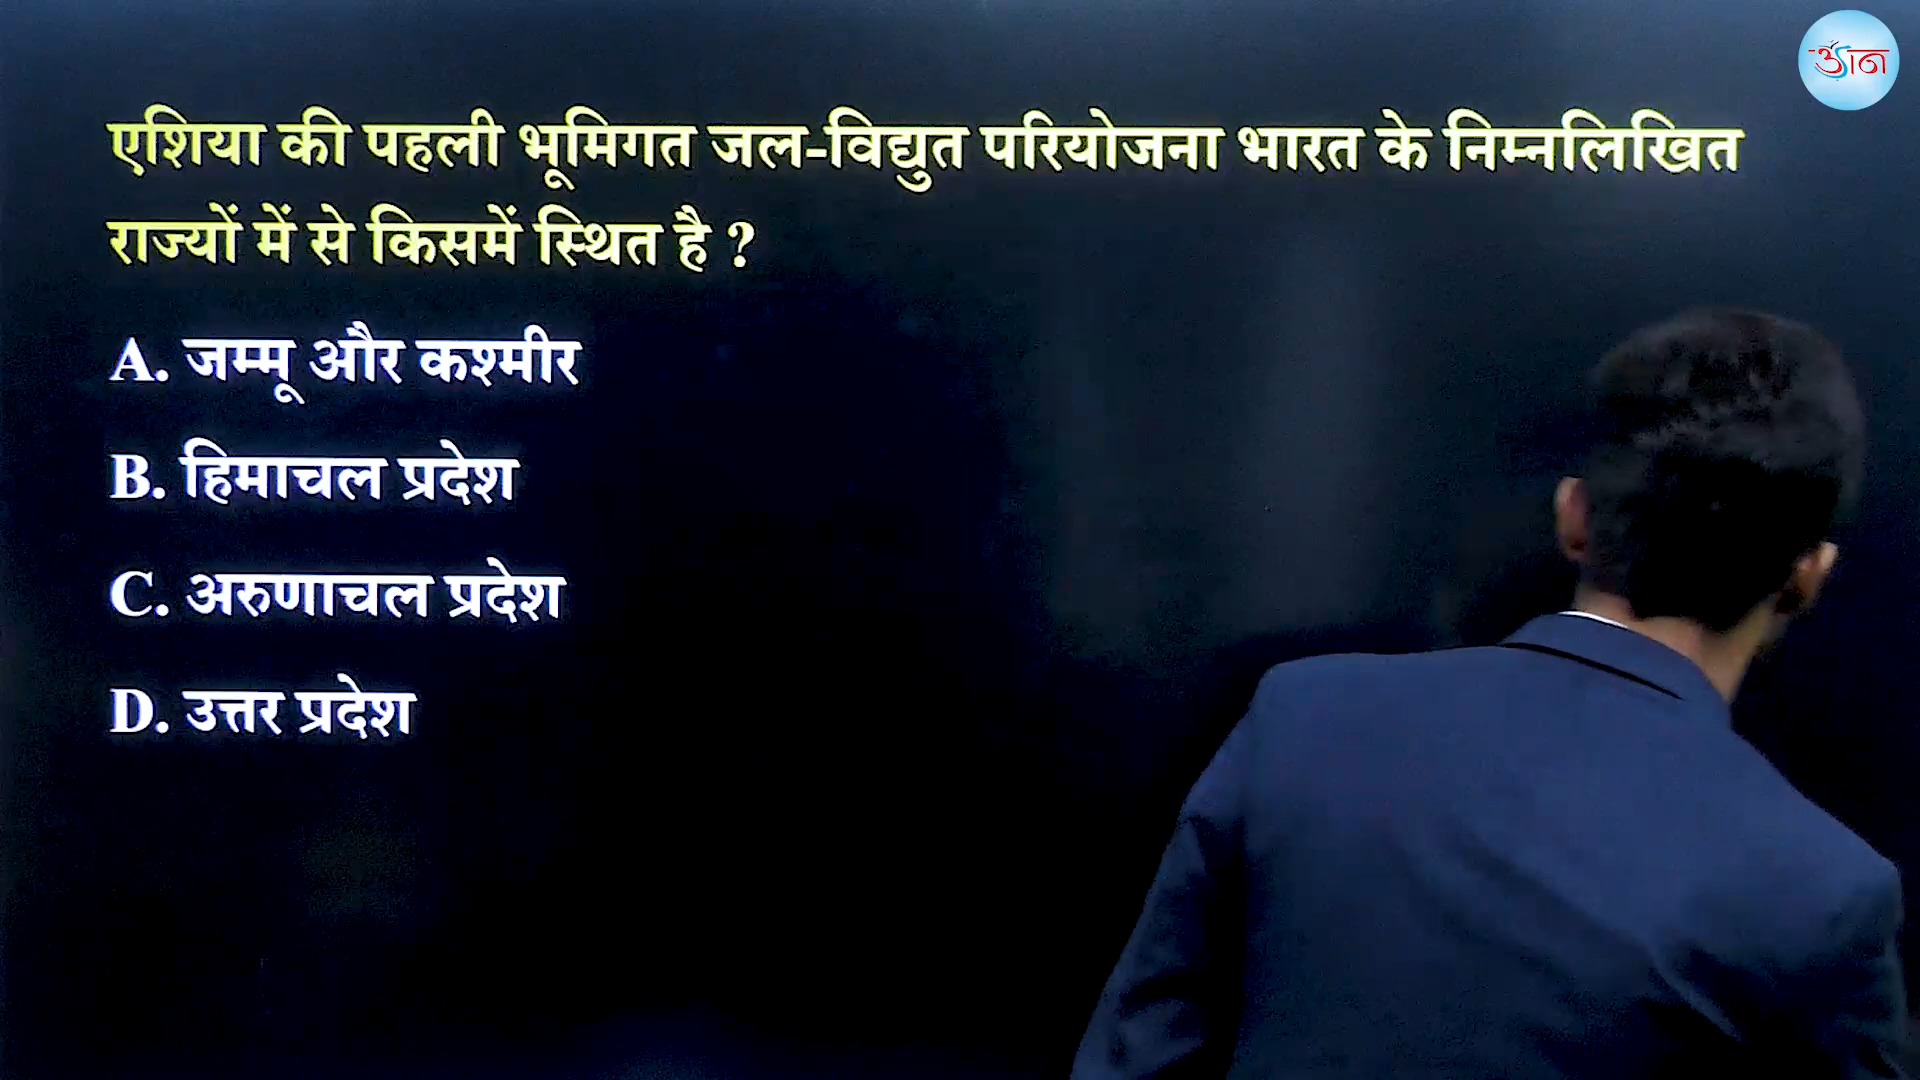 उड़ान
एशिया की पहली भूमिगत जल-विद्युत परियोजना भारत के निम्नलिखित
राज्यों में से किसमें स्थित है ?
A. जम्मू और कश्मीर
B. हिमाचल प्रदेश
C. अरुणाचल प्रदेश
D. उत्तर प्रदेश